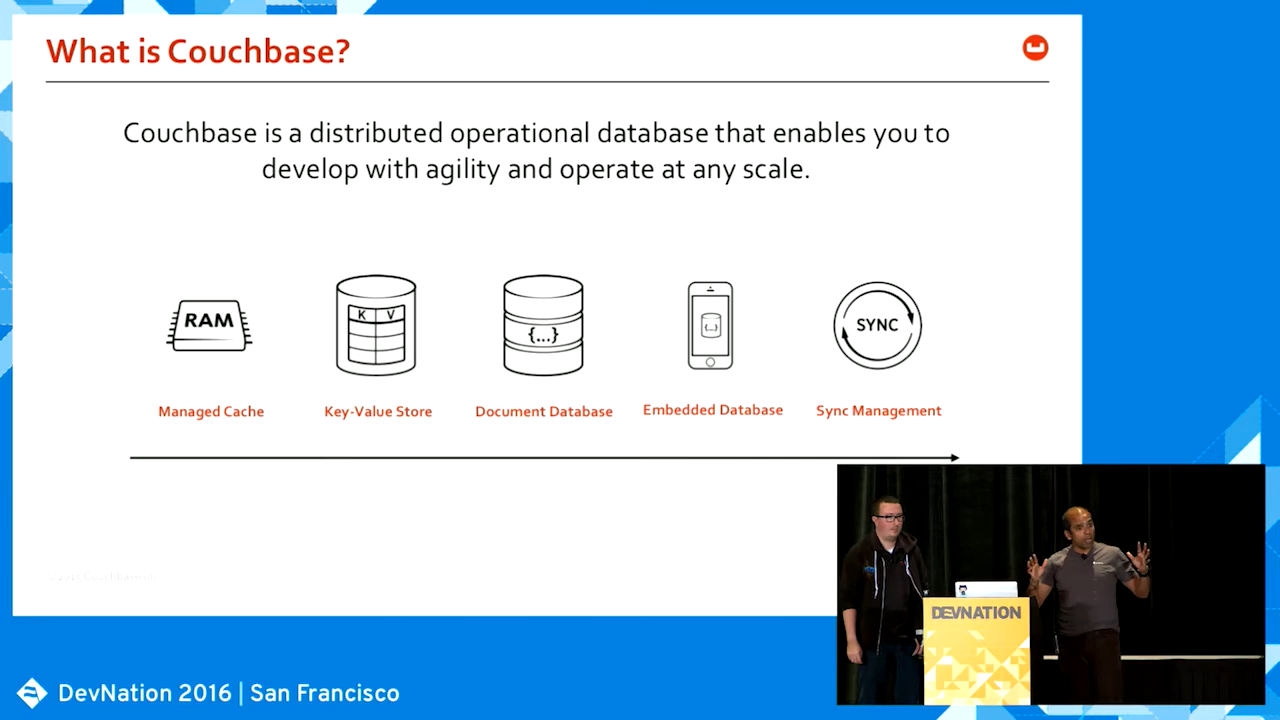 What is Couchbase?
Couchbase is a distributed operational database that enables you to
develop with agility and operate at any scale.
RAM
K V
{...}
{...}
SYNC
Managed Cache
Key-Value Store
Document Database
Embedded Database
Sync Management
DEVNATION
DevNation 2016 | San Francisco